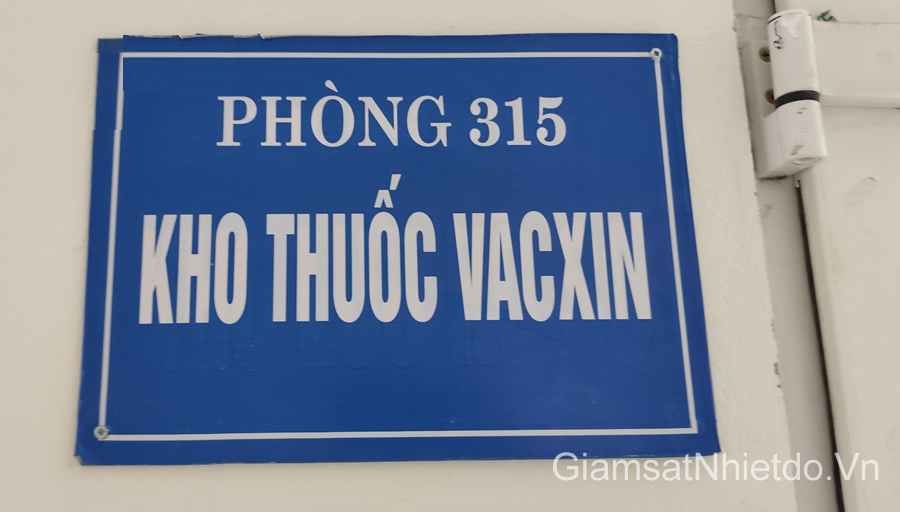 PHÒNG 315
KHO THUỐC VACXIN
GiamsatNhietdo.Vn